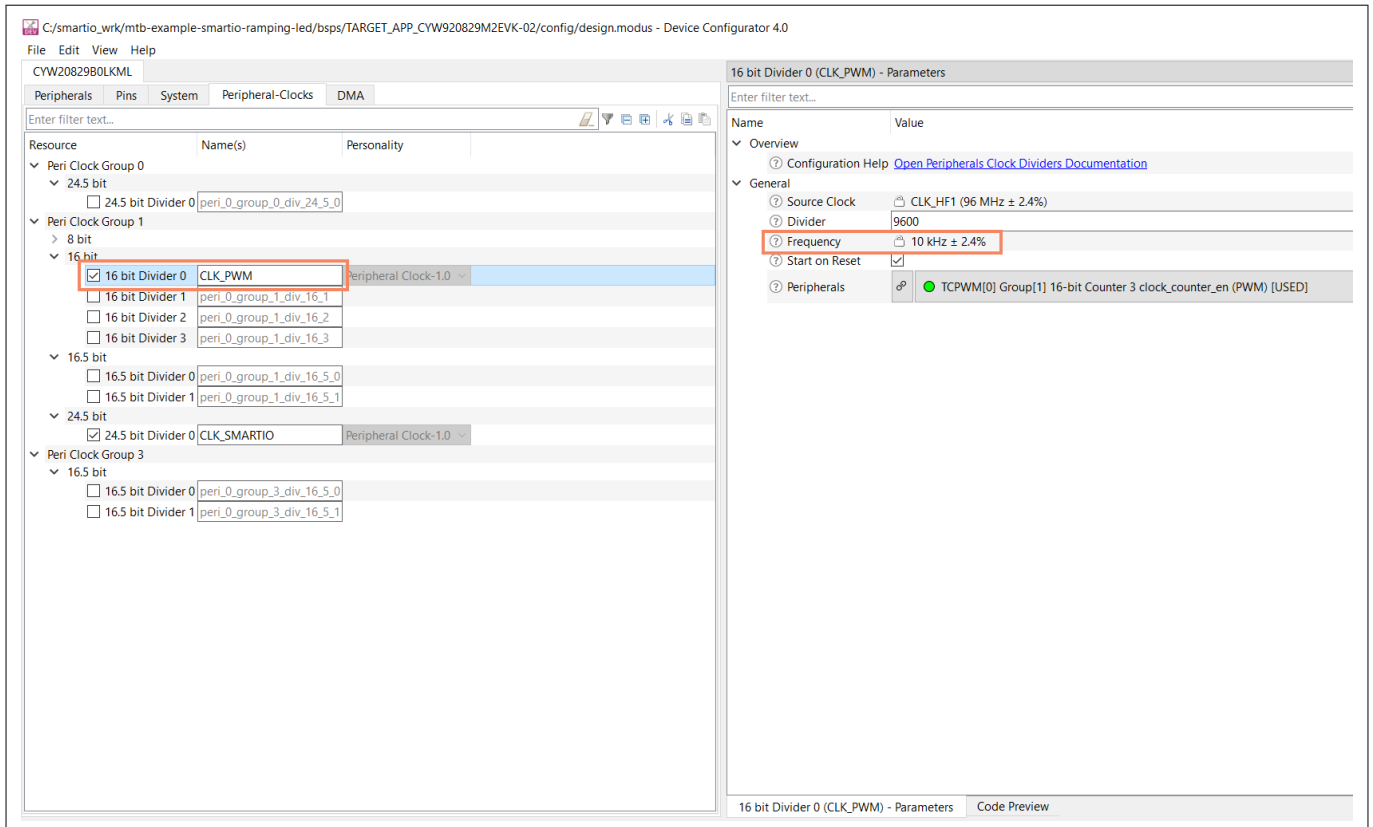 C:/smartio_wrk/mtb-example-smartio-ramping-led/bsps/TARGET_APP_CYW920829M2EVK-02/config/design.modus - Device Configurator 4.0
File Edit View Help
CYW20829B0LKML
Peripherals Pins System Peripheral-Clocks DMA
Enter filter text...
Resource Name(s) Personality
Peri Clock Group 0
24.5 bit
24.5 bit Divider 0 peri_0_group_0_div_24_5_0
Peri Clock Group 1
8 bit
16 bit
16 bit Divider 0 CLK_PWM Peripheral Clock-1.0
16 bit Divider 1 peri_0_group_1_div_16_1
16 bit Divider 2 peri_0_group_1_div_16_2
16 bit Divider 3 peri_0_group_1_div_16_3
16.5 bit
16.5 bit Divider 0 peri_0_group_1_div_16_5_0
16.5 bit Divider 1 peri_0_group_1_div_16_5_1
24.5 bit
24.5 bit Divider 0 CLK_SMARTIO Peripheral Clock-1.0
Peri Clock Group 3
16.5 bit
16.5 bit Divider 0 peri_0_group_3_div_16_5_0
16.5 bit Divider 1 peri_0_group_3_div_16_5_1
16 bit Divider 0 (CLK_PWM) - Parameters
Enter filter text...
Name Value
Overview
Configuration Help Open Peripherals Clock Dividers Documentation
General
Source Clock CLK_HF1 (96 MHz ± 2.4%)
Divider 9600
Frequency 10 kHz ± 2.4%
Start on Reset
Peripherals TCPWM[0] Group[1] 16-bit Counter 3 clock_counter_en (PWM) [USED]
16 bit Divider 0 (CLK_PWM) - Parameters Code Preview